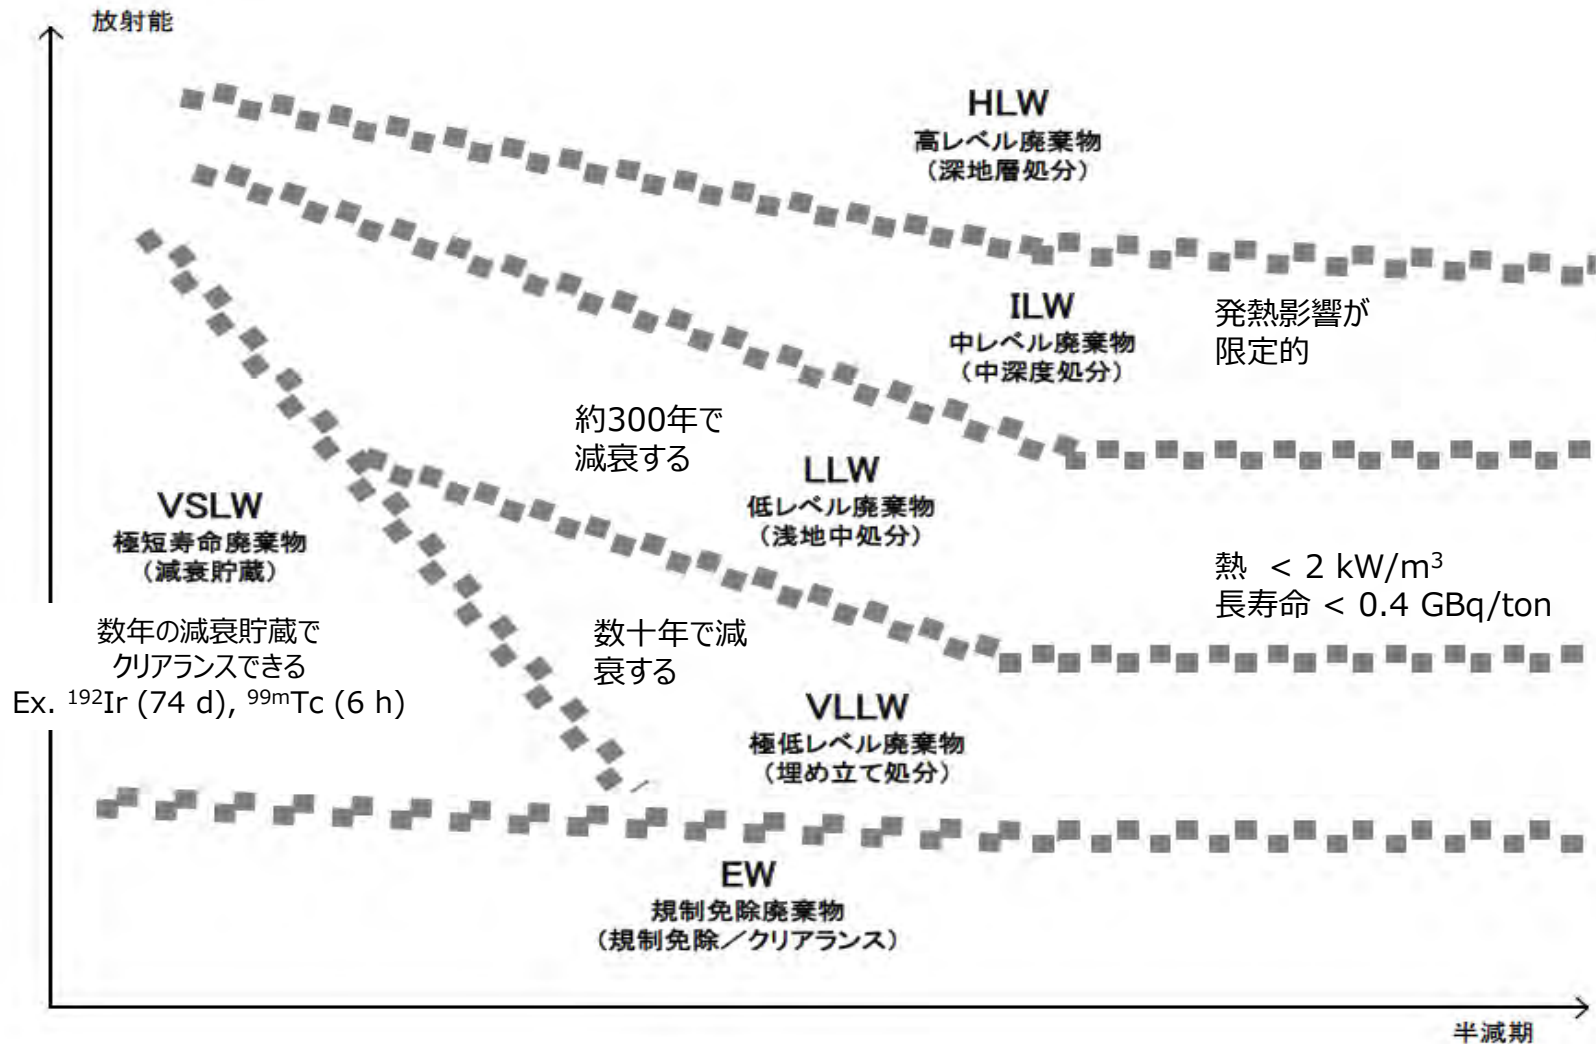 放射能
HLW
高レベル廃棄物
(深地層処分)
ILW
中レベル廃棄物
(中深度処分)
発熱影響が
限定的
約300年で
減衰する
LLW
低レベル廃棄物
(浅地中処分)
VSLW
極短寿命廃棄物
(減衰貯蔵)
熱 < 2 kW/m³
長寿命 < 0.4 GBq/ton
数年の減衰貯蔵で
クリアランスできる
Ex. ¹⁹²Ir (74 d), ⁹⁹ᵐTc (6 h)
数十年で減
衰する
VLLW
極低レベル廃棄物
(埋め立て処分)
EW
規制免除廃棄物
(規制免除/クリアランス)
半減期